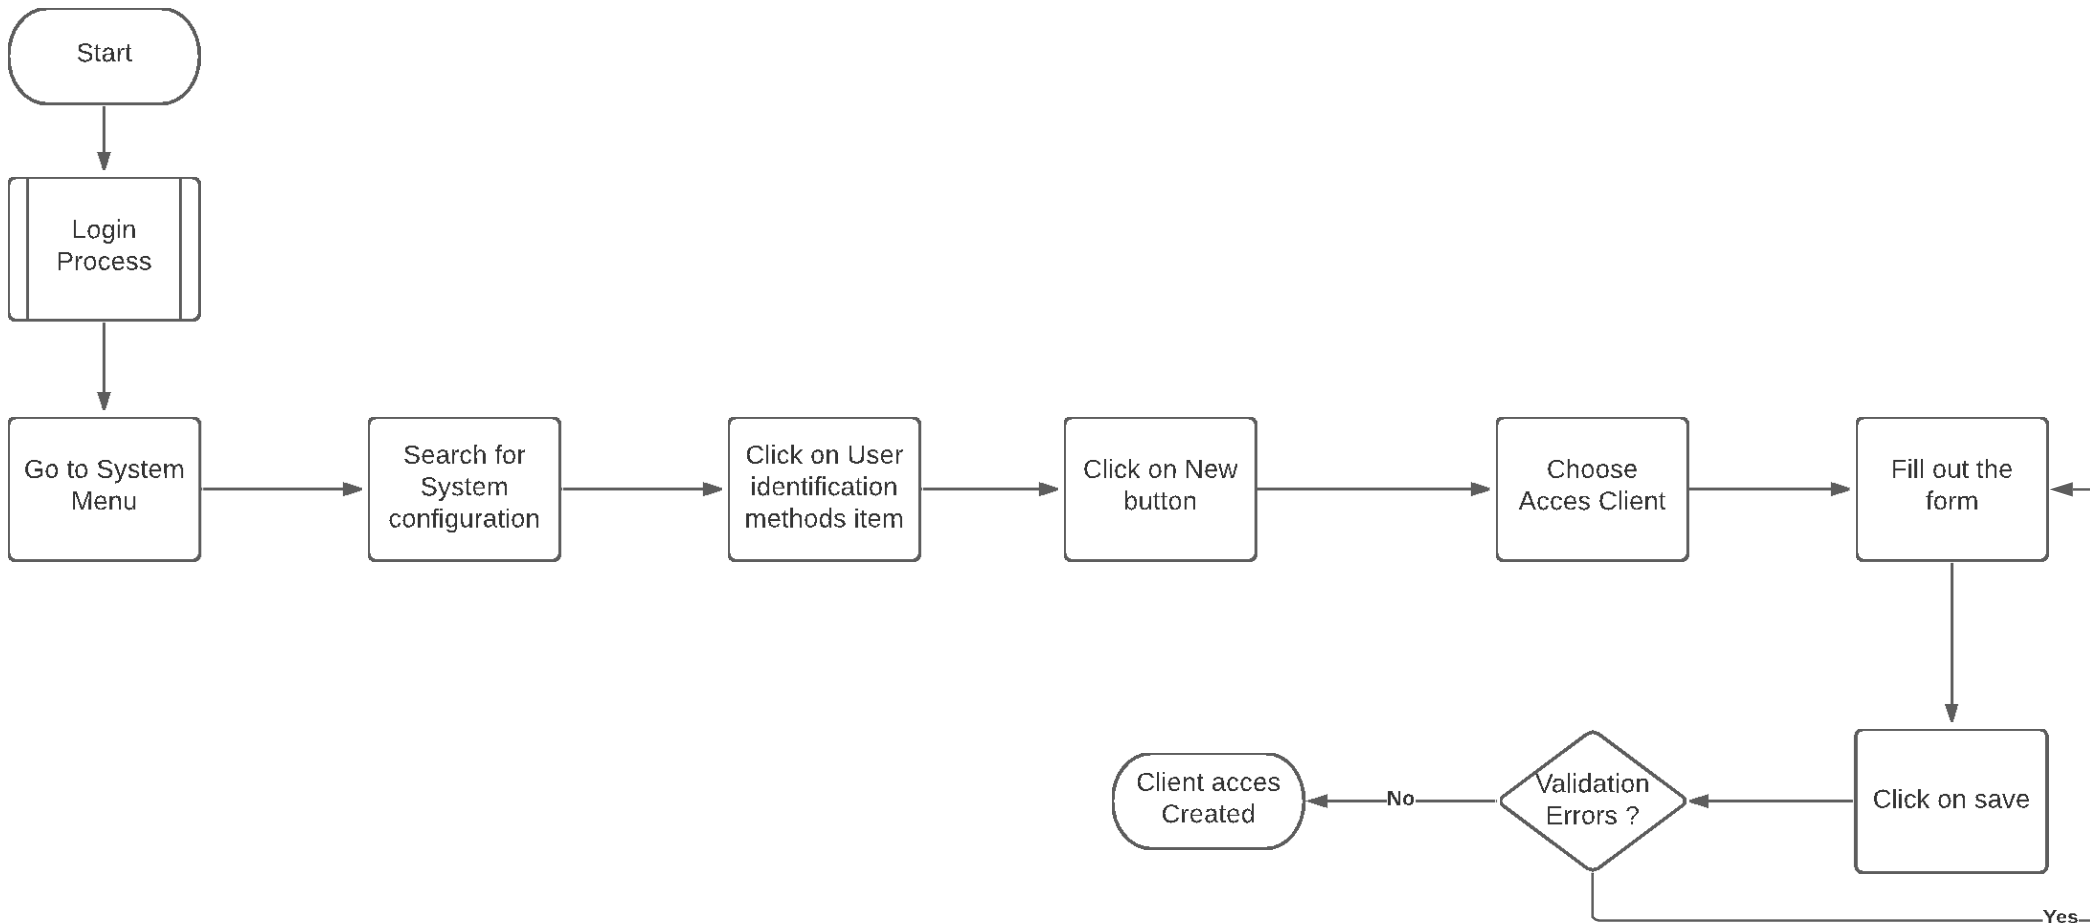 Start
Login
Process
Go to System
Menu
Search for
System
configuration
Click on User
identification
methods item
Click on New
button
Choose
Acces Client
Fill out the
form
Click on save
Validation
Errors ?
No
Client acces
Created
Yes